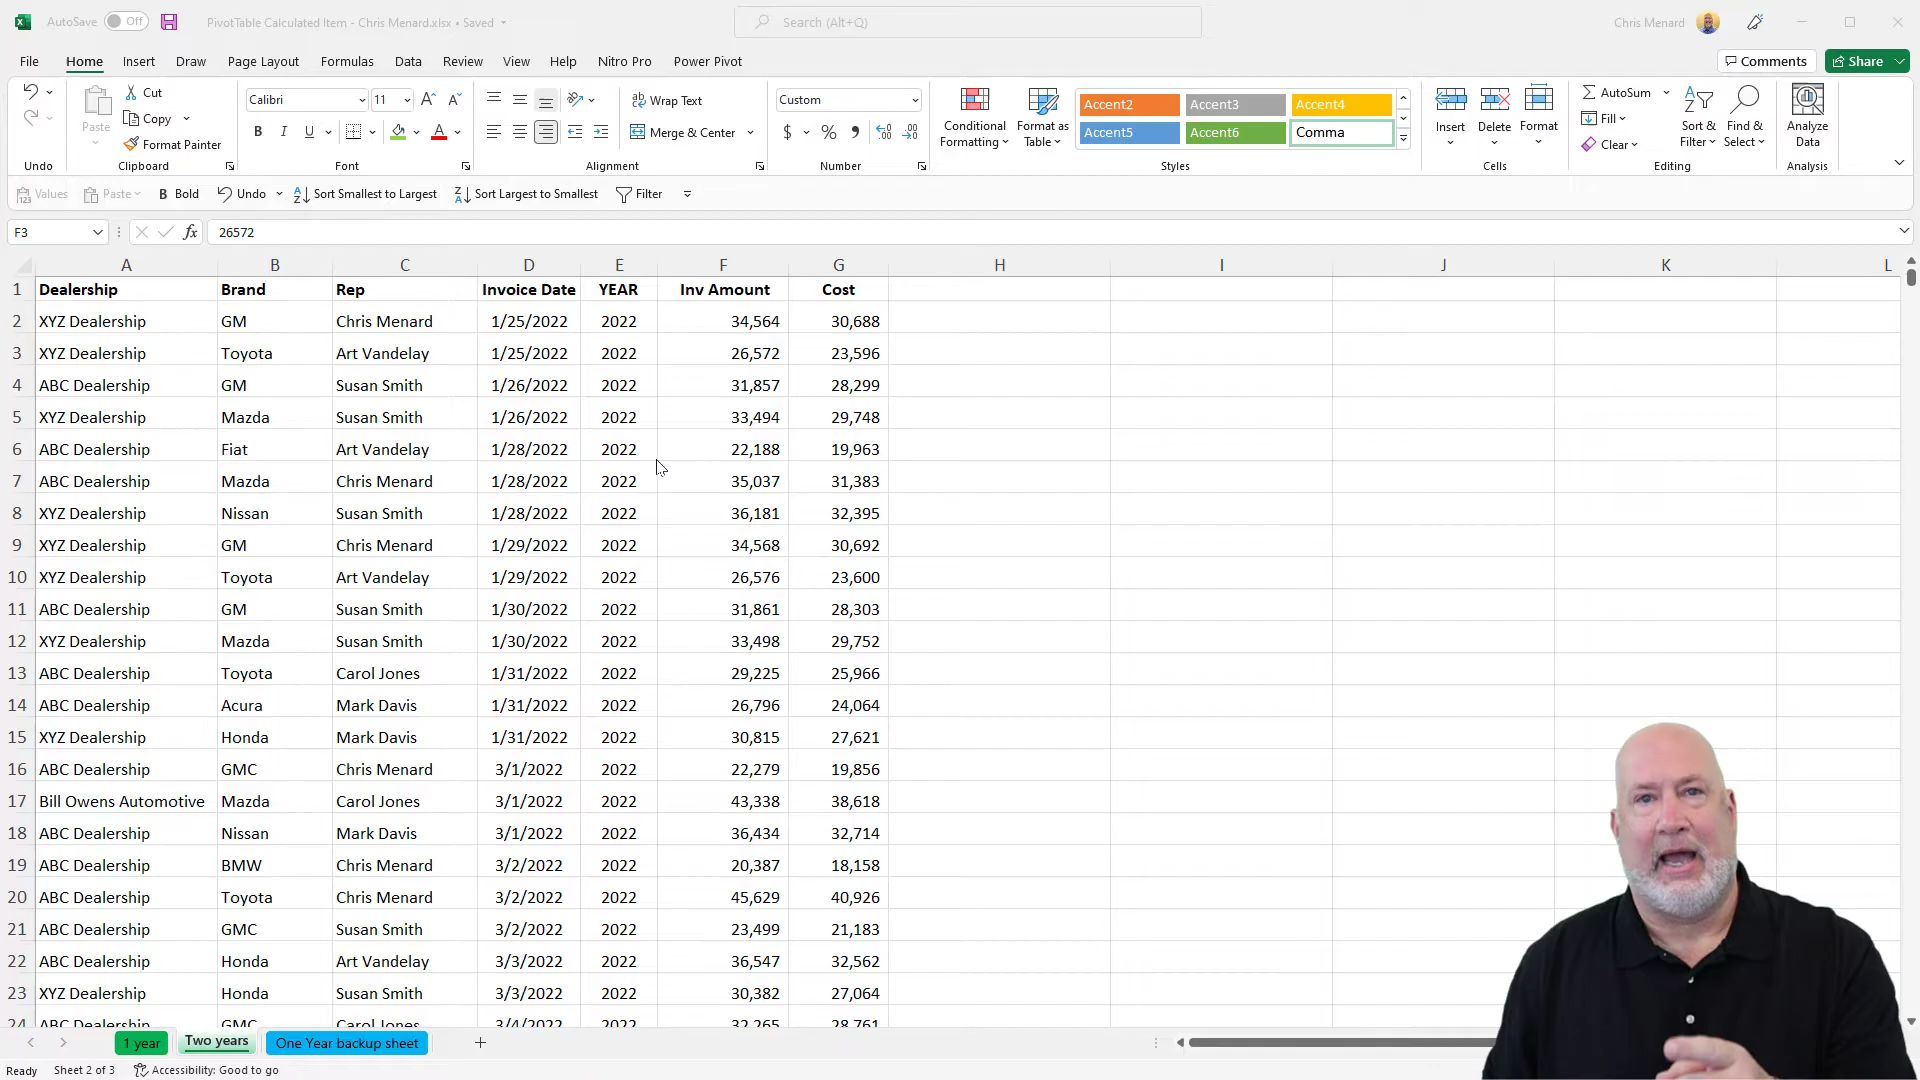 AutoSave Off PivotTable Calculated Item - Chris Menard.xlsx • Saved Search (Alt+Q) Chris Menard
File Home Insert Draw Page Layout Formulas Data Review View Help Nitro Pro Power Pivot Comments Share
Paste Cut Copy Format Painter
Calibri 11 B I U
Wrap Text Merge & Center
Custom $ % 9
Conditional Formatting Format as Table
Accent2 Accent3 Accent4
Accent5 Accent6 Comma
Insert Delete Format
AutoSum Fill Clear
Sort & Filter Find & Select
Analyze Data
Undo Clipboard Font Alignment Number Styles Cells Editing Analysis
Values Paste B Bold Undo Sort Smallest to Largest Sort Largest to Smallest Filter
F3 fx 26572
A B C D E F G H I J K L
1 Dealership Brand Rep Invoice Date YEAR Inv Amount Cost
2 XYZ Dealership GM Chris Menard 1/25/2022 2022 34,564 30,688
3 XYZ Dealership Toyota Art Vandelay 1/25/2022 2022 26,572 23,596
4 ABC Dealership GM Susan Smith 1/26/2022 2022 31,857 28,299
5 XYZ Dealership Mazda Susan Smith 1/26/2022 2022 33,494 29,748
6 ABC Dealership Fiat Art Vandelay 1/28/2022 2022 22,188 19,963
7 ABC Dealership Mazda Chris Menard 1/28/2022 2022 35,037 31,383
8 XYZ Dealership Nissan Susan Smith 1/28/2022 2022 36,181 32,395
9 XYZ Dealership GM Chris Menard 1/29/2022 2022 34,568 30,692
10 XYZ Dealership Toyota Art Vandelay 1/29/2022 2022 26,576 23,600
11 ABC Dealership GM Susan Smith 1/30/2022 2022 31,861 28,303
12 XYZ Dealership Mazda Susan Smith 1/30/2022 2022 33,498 29,752
13 ABC Dealership Toyota Carol Jones 1/31/2022 2022 29,225 25,966
14 ABC Dealership Acura Mark Davis 1/31/2022 2022 26,796 24,064
15 XYZ Dealership Honda Mark Davis 1/31/2022 2022 30,815 27,621
16 ABC Dealership GMC Chris Menard 3/1/2022 2022 22,279 19,856
17 Bill Owens Automotive Mazda Carol Jones 3/1/2022 2022 43,338 38,618
18 ABC Dealership Nissan Mark Davis 3/1/2022 2022 36,434 32,714
19 ABC Dealership BMW Chris Menard 3/2/2022 2022 20,387 18,158
20 ABC Dealership Toyota Chris Menard 3/2/2022 2022 45,629 40,926
21 ABC Dealership GMC Susan Smith 3/2/2022 2022 23,499 21,183
22 ABC Dealership Honda Art Vandelay 3/3/2022 2022 36,547 32,562
23 XYZ Dealership Honda Susan Smith 3/3/2022 2022 30,382 27,064
24 ABC Dealership GMC Carol Jones 3/4/2022 2022 32,265 28,761
1 year Two years One Year backup sheet
Ready Sheet 2 of 3 Accessibility: Good to go